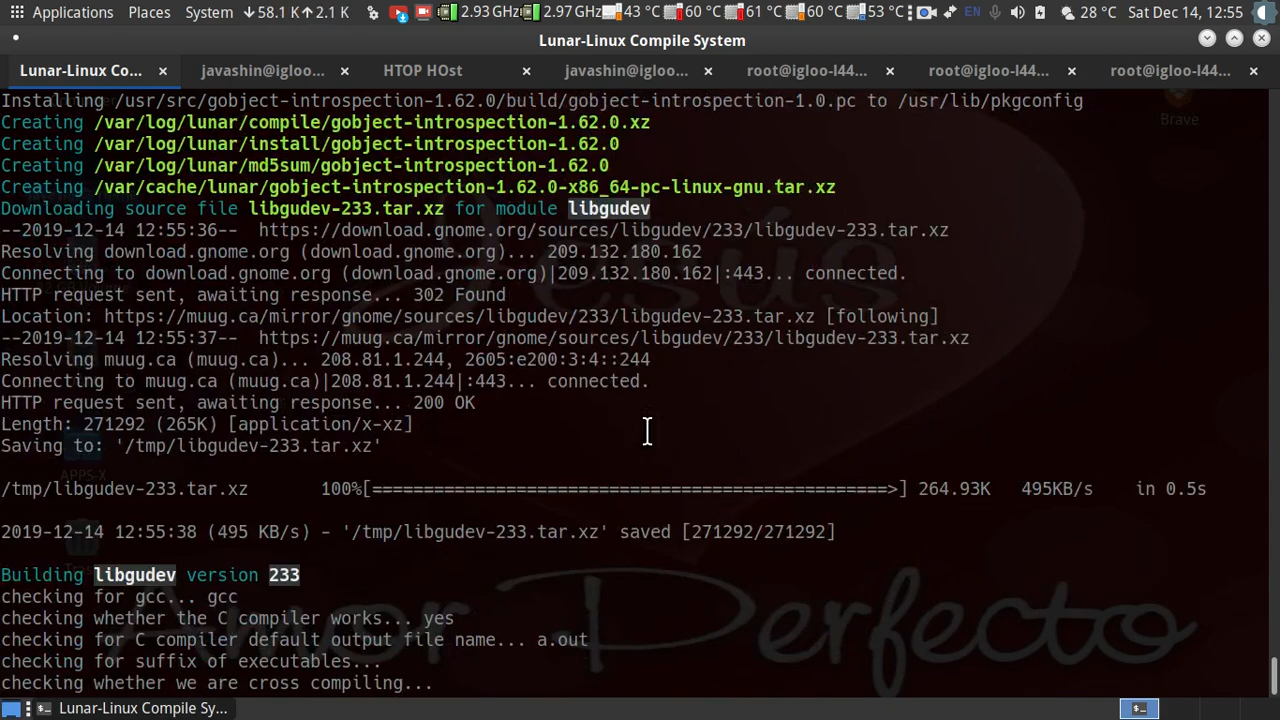 Applications Places System 58.1 K 2.1 K 2.93 GHz 2.97 GHz 43 °C 60 °C 61 °C 60 °C 53 °C EN 28 °C Sat Dec 14, 12:55
Lunar-Linux Compile System
Lunar-Linux Co... javashin@igloo... HTOP HOst javashin@igloo... root@igloo-l44... root@igloo-l44... root@igloo-l44...
Installing /usr/src/gobject-introspection-1.62.0/build/gobject-introspection-1.0.pc to /usr/lib/pkgconfig
Creating /var/log/lunar/compile/gobject-introspection-1.62.0.xz
Brave
Creating /var/log/lunar/install/gobject-introspection-1.62.0
Creating /var/log/lunar/md5sum/gobject-introspection-1.62.0
Creating /var/cache/lunar/gobject-introspection-1.62.0-x86_64-pc-linux-gnu.tar.xz
Downloading source file libgudev-233.tar.xz for module libgudev
--2019-12-14 12:55:36-- https://download.gnome.org/sources/libgudev/233/libgudev-233.tar.xz
Resolving download.gnome.org (download.gnome.org)... 209.132.180.162
Connecting to download.gnome.org (download.gnome.org)|209.132.180.162|:443... connected.
Jesus
HTTP request sent, awaiting response... 302 Found
Location: https://muug.ca/mirror/gnome/sources/libgudev/233/libgudev-233.tar.xz [following]
--2019-12-14 12:55:37-- https://muug.ca/mirror/gnome/sources/libgudev/233/libgudev-233.tar.xz
Resolving muug.ca (muug.ca)... 208.81.1.244, 2605:e200:3:4::244
Connecting to muug.ca (muug.ca)|208.81.1.244|:443... connected.
HTTP request sent, awaiting response... 200 OK
Length: 271292 (265K) [application/x-xz]
Saving to: '/tmp/libgudev-233.tar.xz'
APPS-X
/tmp/libgudev-233.tar.xz 100%[==================================================>] 264.93K 495KB/s in 0.5s
2019-12-14 12:55:38 (495 KB/s) - '/tmp/libgudev-233.tar.xz' saved [271292/271292]
Building libgudev version 233
checking for gcc... gcc
checking whether the C compiler works... yes
Amor Perfecto
checking for C compiler default output file name... a.out
checking for suffix of executables...
checking whether we are cross compiling...
Lunar-Linux Compile Sy...